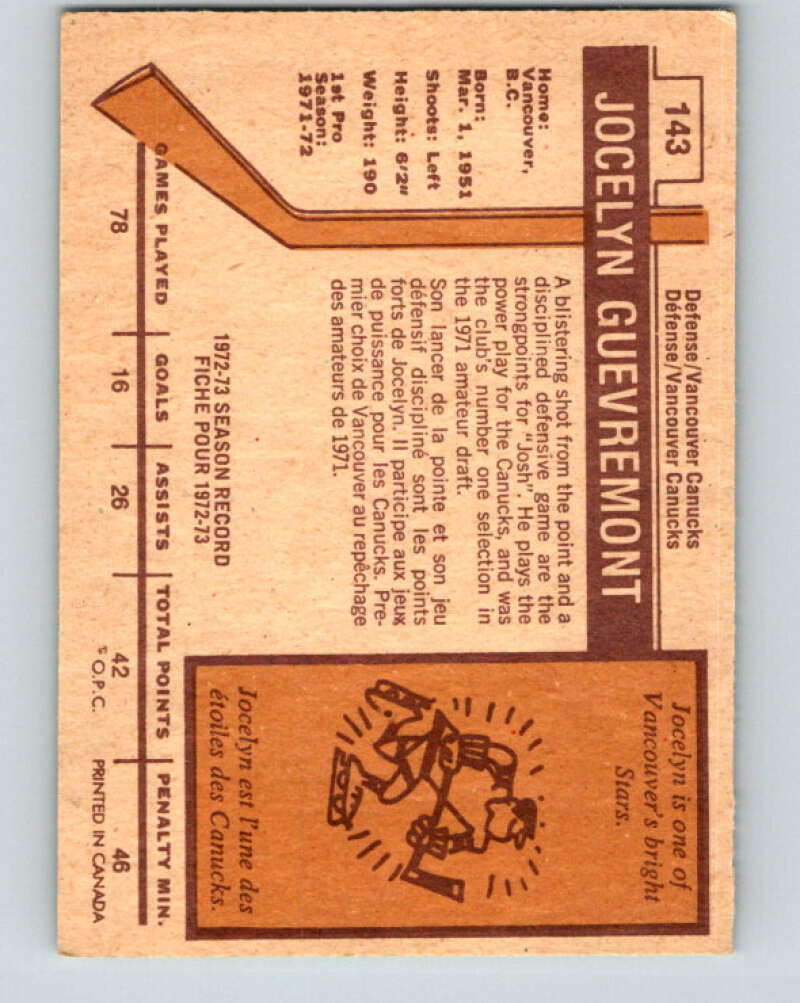 143
Defense/Vancouver Canucks
Défense/Vancouver Canucks
JOCELYN GUEVREMONT
Home:
Vancouver,
B.C.
Born:
Mar. 1, 1951
Shoots: Left
Height: 6'2"
Weight: 190
1st Pro
Season:
1971-72
A blistering shot from the point and a
disciplined defensive game are the
strongpoints for "Josh". He plays the
power play for the Canucks, and was
the club's number one selection in
the 1971 amateur draft.
Son lancer de la pointe et son jeu
défensif discipliné sont les points
forts de Jocelyn. Il participe aux jeux
de puissance pour les Canucks. Pre-
mier choix de Vancouver au repêchage
des amateurs de 1971.
Jocelyn is one of
Vancouver's bright
Stars.
Jocelyn est l'une des
étoiles des Canucks.
1972-73 SEASON RECORD
FICHE POUR 1972-73
GAMES PLAYED GOALS ASSISTS TOTAL POINTS PENALTY MIN.
78 16 26 42 46
O.P.C. PRINTED IN CANADA